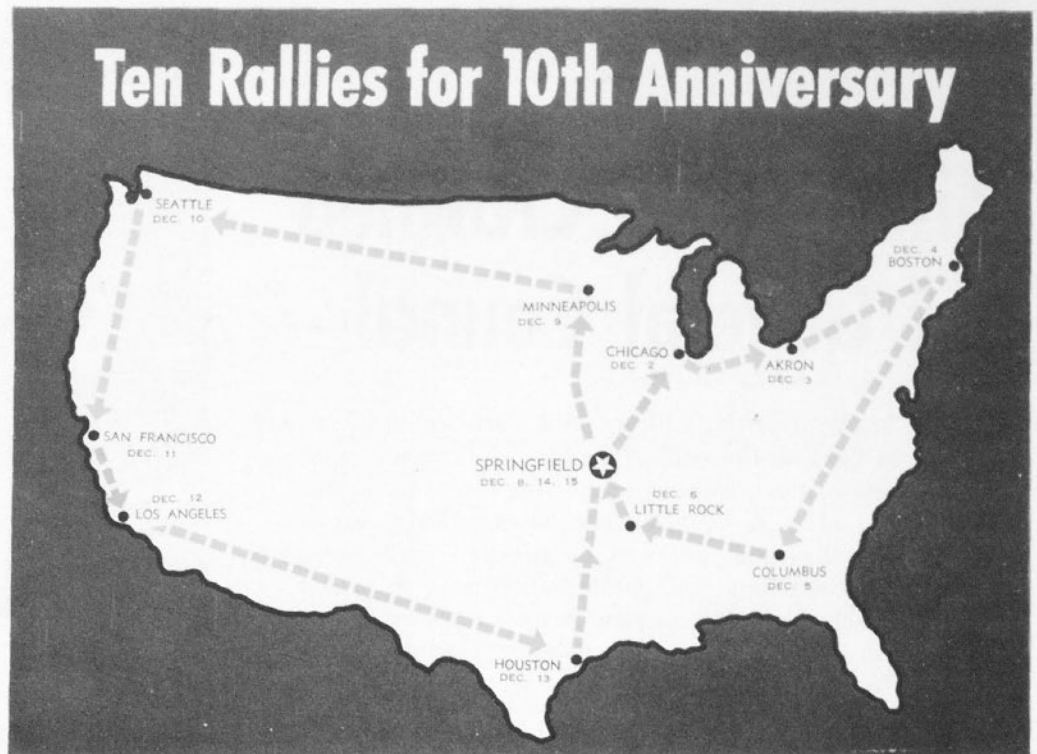 Ten Rallies for 10th Anniversary
SEATTLE
DEC. 10
DEC. 4
BOSTON
MINNEAPOLIS
DEC. 9
CHICAGO
DEC. 2
AKRON
DEC. 3
SAN FRANCISCO
DEC. 11
SPRINGFIELD
DEC. 8, 14, 15
DEC. 12
LOS ANGELES
DEC. 6
LITTLE ROCK
COLUMBUS
DEC. 5
HOUSTON
DEC. 13